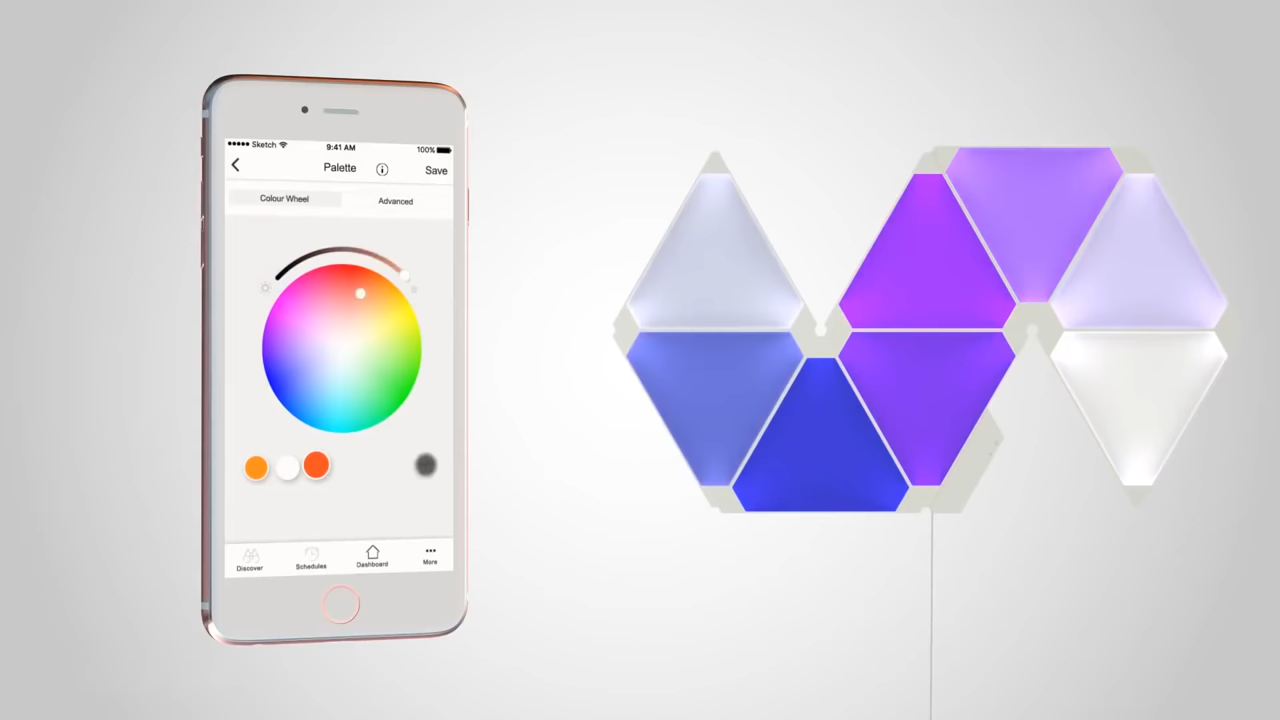 Sketch 9:41 AM 100%
Palette Save
Colour Wheel Advanced
Discover Schedules Dashboard More